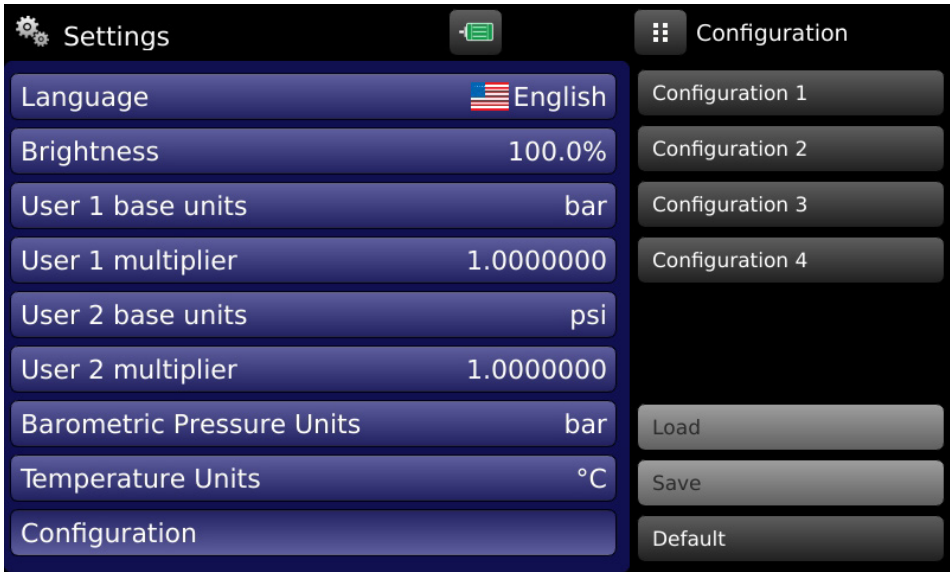 Settings
Language English
Brightness 100.0%
User 1 base units bar
User 1 multiplier 1.0000000
User 2 base units psi
User 2 multiplier 1.0000000
Barometric Pressure Units bar
Temperature Units °C
Configuration
Configuration
Configuration 1
Configuration 2
Configuration 3
Configuration 4
Load
Save
Default